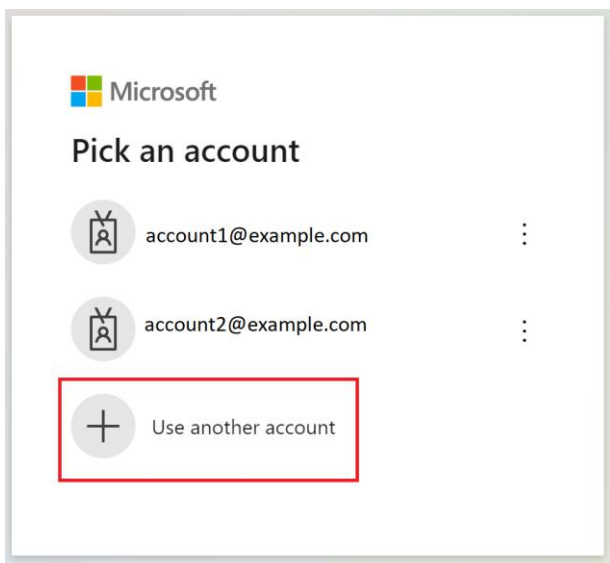 Microsoft
Pick an account
account1@example.com
account2@example.com
Use another account